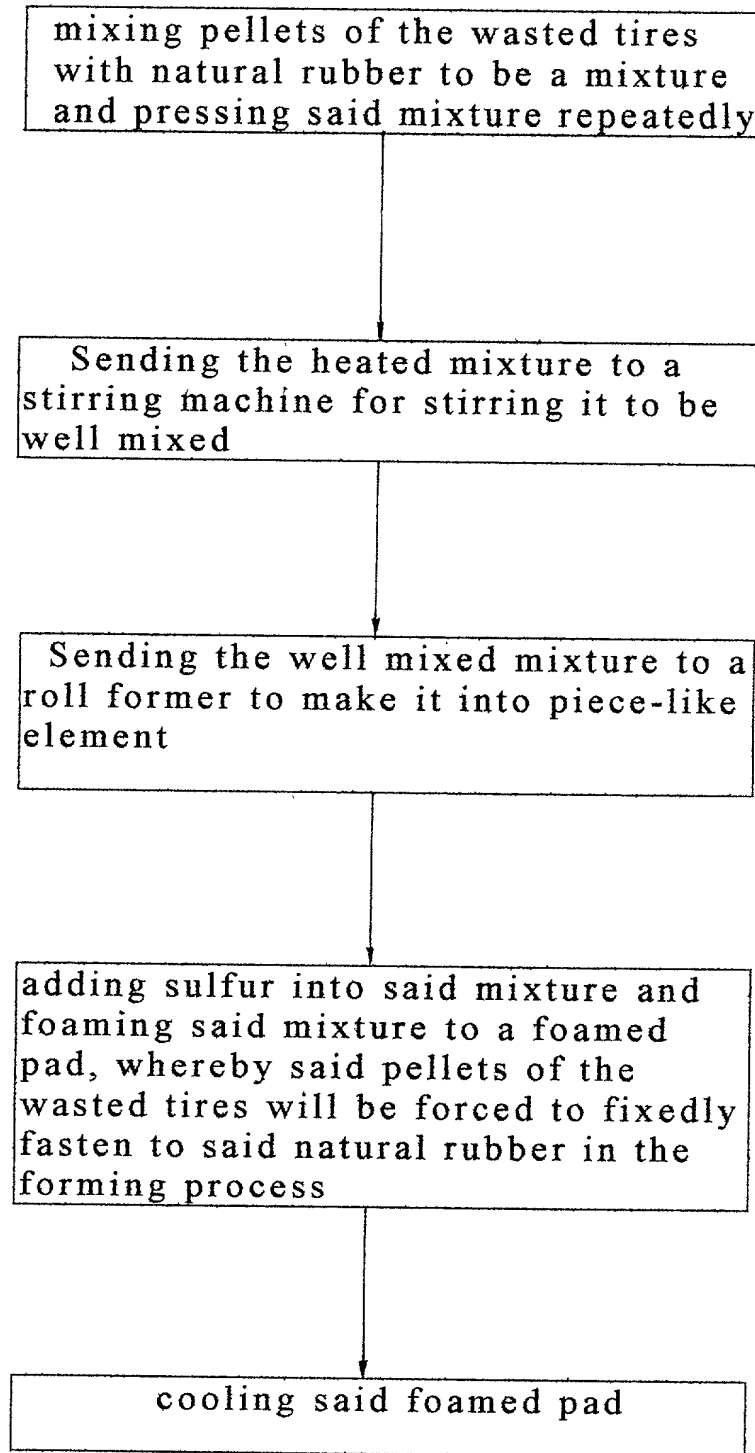 mixing pellets of the wasted tires
with natural rubber to be a mixture
and pressing said mixture repeatedly
Sending the heated mixture to a
stirring machine for stirring it to be
well mixed
Sending the well mixed mixture to a
roll former to make it into piece-like
element
adding sulfur into said mixture and
foaming said mixture to a foamed
pad, whereby said pellets of the
wasted tires will be forced to fixedly
fasten to said natural rubber in the
forming process
cooling said foamed pad